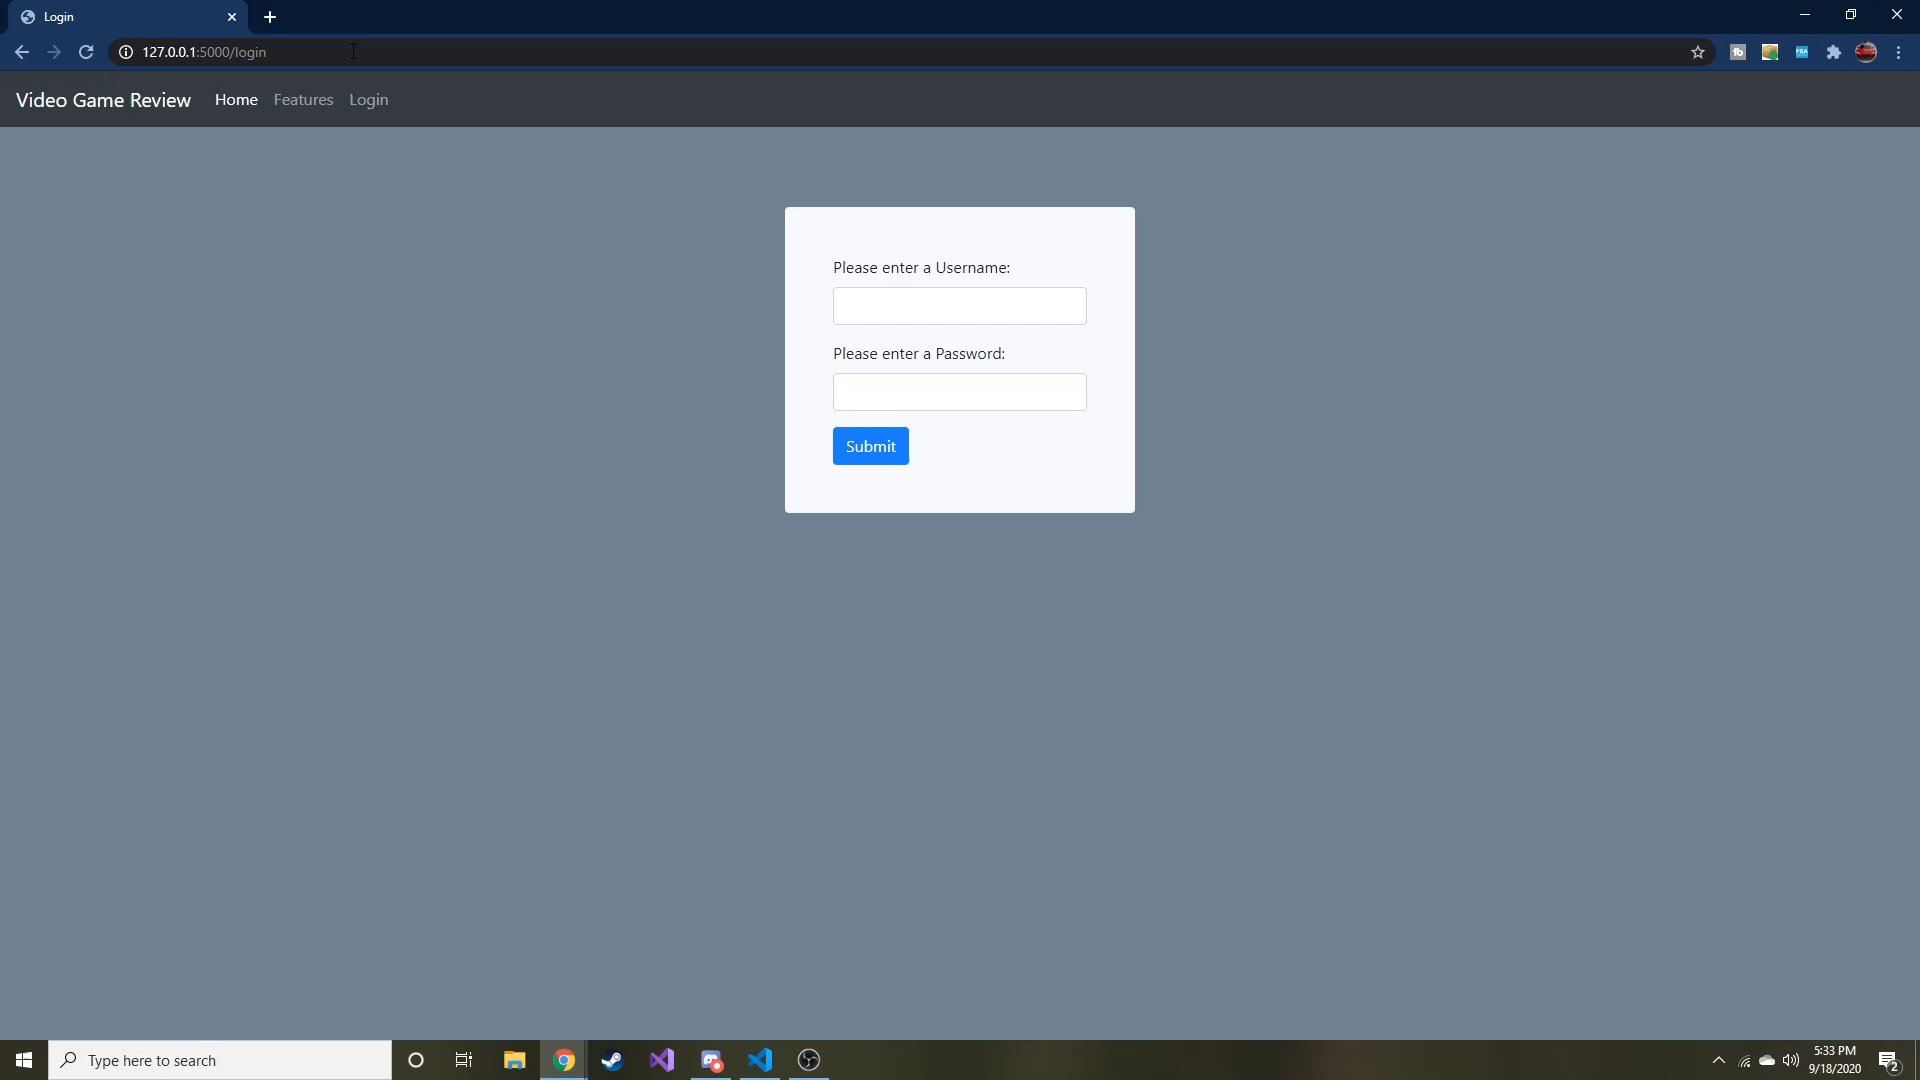 Login
127.0.0.1:5000/login
Video Game Review Home Features Login
Please enter a Username:
Please enter a Password:
Submit
Type here to search
5:33 PM
9/18/2020
2